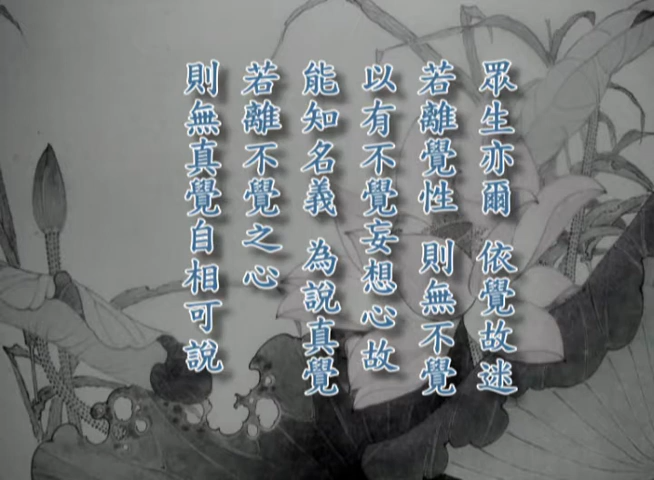 眾生亦爾 依覺故迷
若離覺性 則無不覺
以有不覺妄想心故
能知名義 為說真覺
若離不覺之心
則無真覺自相可說